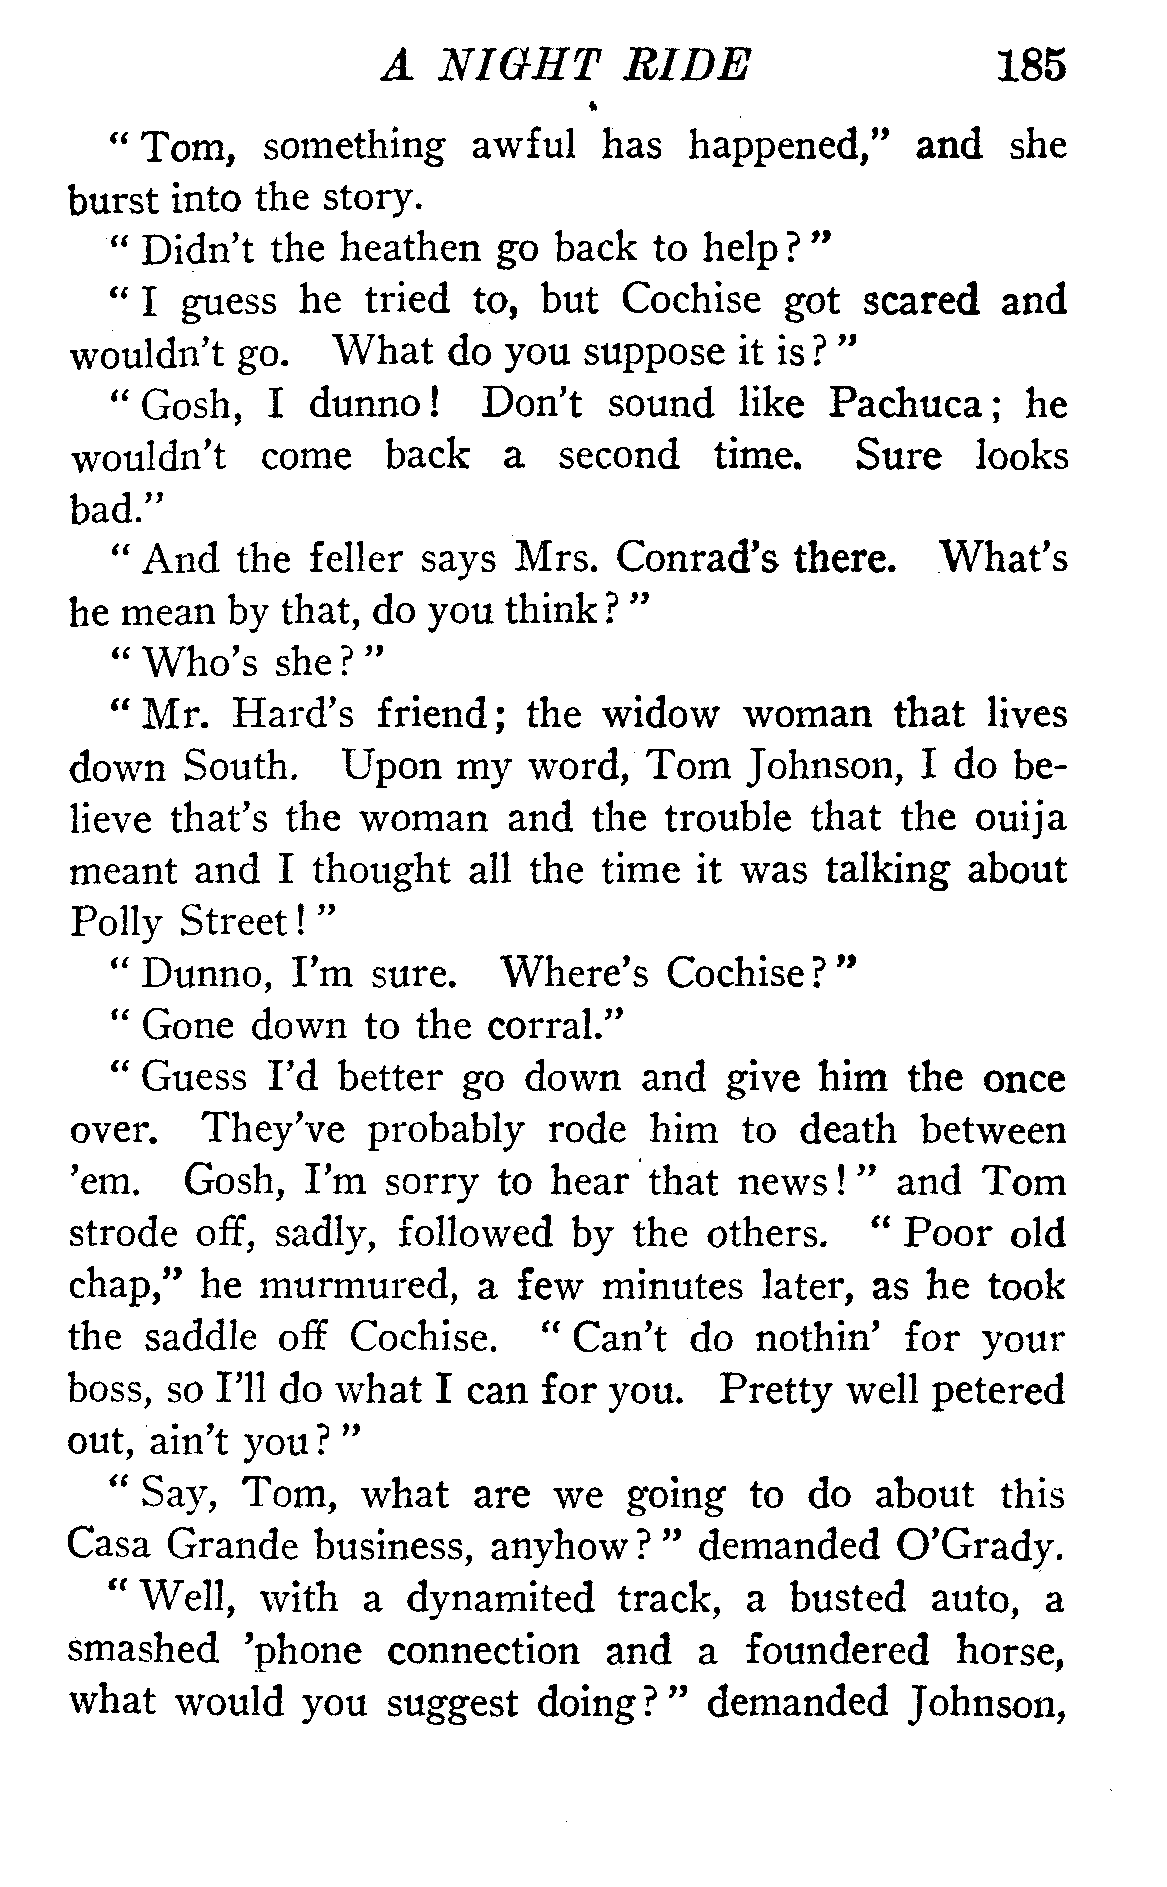 A NIGHT RIDE 185
" Tom, something awful has happened," and she
burst into the story.
" Didn't the heathen go back to help? "
" I guess he tried to, but Cochise got scared and
wouldn't go. What do you suppose it is? "
" Gosh, I dunno! Don't sound like Pachuca; he
wouldn't come back a second time. Sure looks
bad."
" And the feller says Mrs. Conrad's there. What's
he mean by that, do you think? "
" Who's she? "
" Mr. Hard's friend; the widow woman that lives
down South. Upon my word, Tom Johnson, I do be-
lieve that's the woman and the trouble that the ouija
meant and I thought all the time it was talking about
Polly Street! "
" Dunno, I'm sure. Where's Cochise? "
" Gone down to the corral."
" Guess I'd better go down and give him the once
over. They've probably rode him to death between
'em. Gosh, I'm sorry to hear that news! " and Tom
strode off, sadly, followed by the others. " Poor old
chap," he murmured, a few minutes later, as he took
the saddle off Cochise. " Can't do nothin' for your
boss, so I'll do what I can for you. Pretty well petered
out, ain't you? "
" Say, Tom, what are we going to do about this
Casa Grande business, anyhow? " demanded O'Grady.
" Well, with a dynamited track, a busted auto, a
smashed 'phone connection and a foundered horse,
what would you suggest doing? " demanded Johnson,